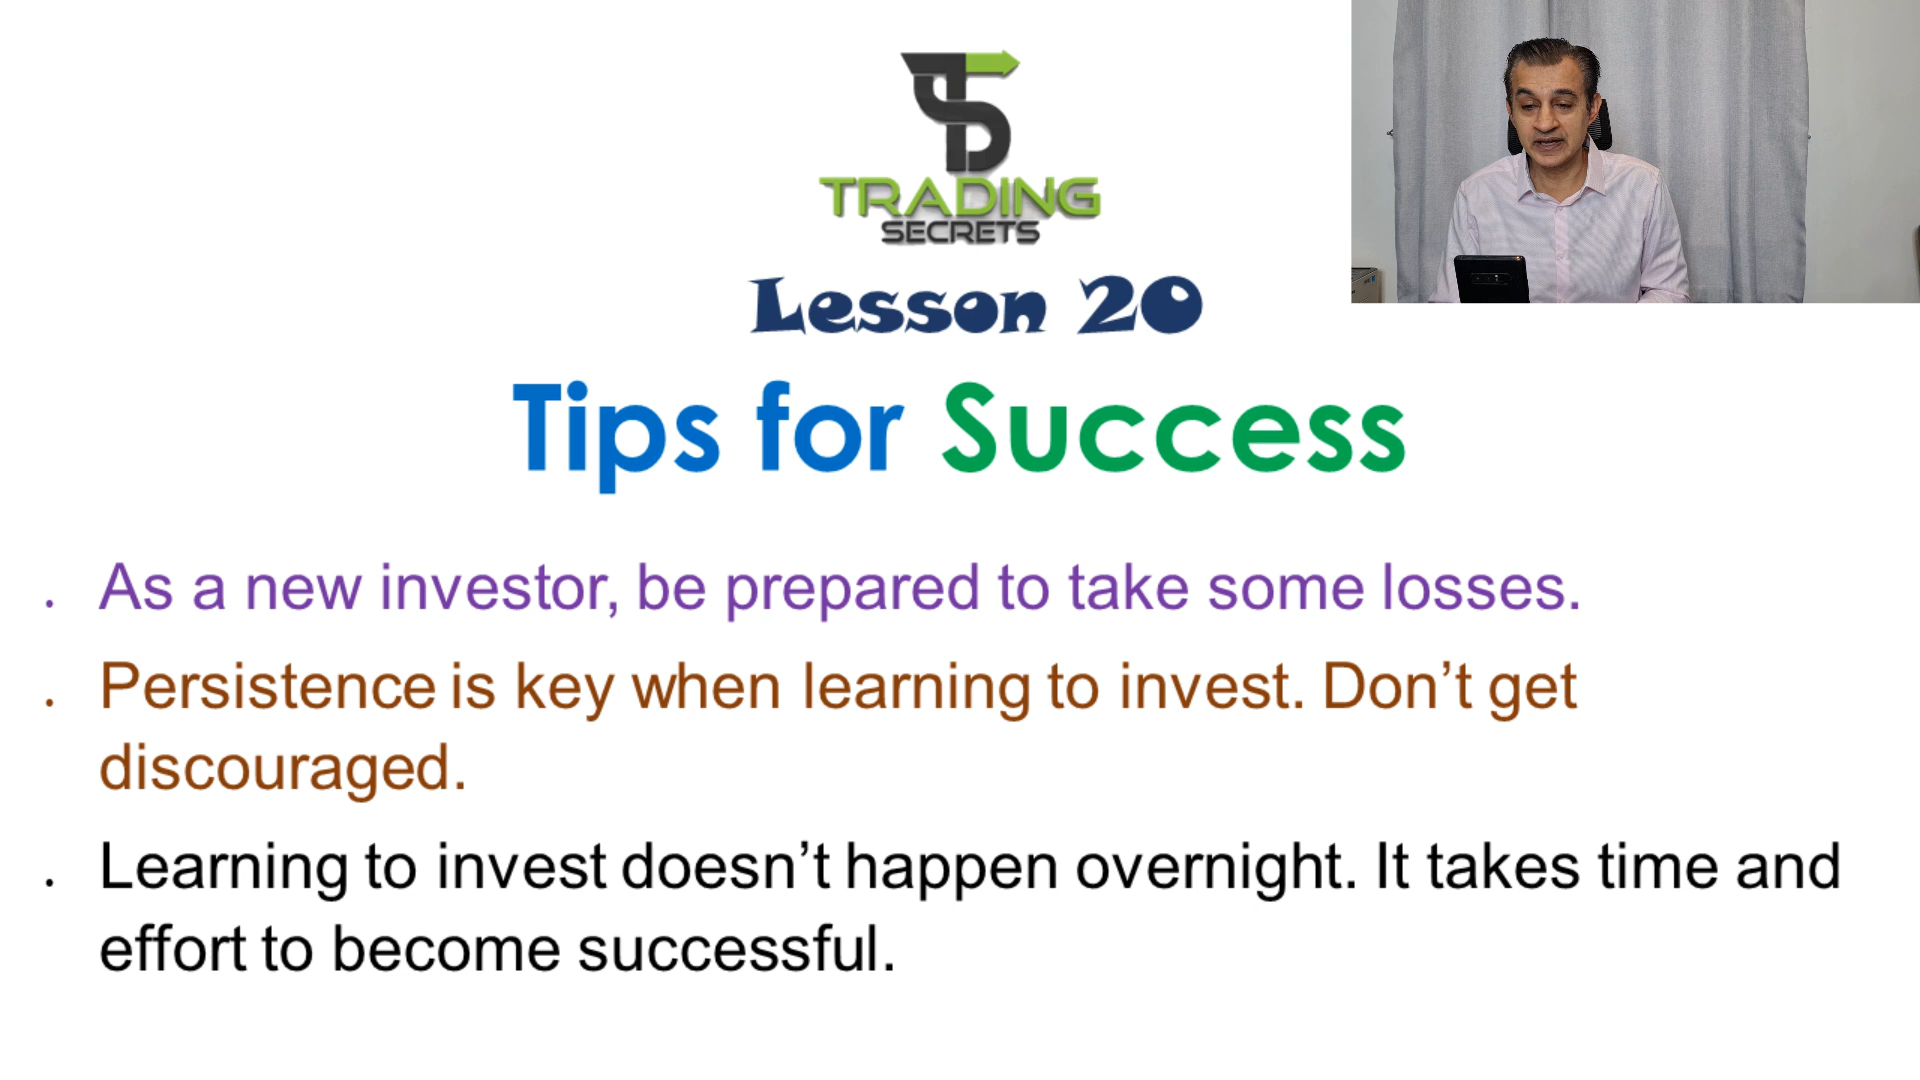 TRADING
SECRETS
Lesson 20
Tips for Success
. As a new investor, be prepared to take some losses.
. Persistence is key when learning to invest. Don’t get
discouraged.
. Learning to invest doesn’t happen overnight. It takes time and
effort to become successful.